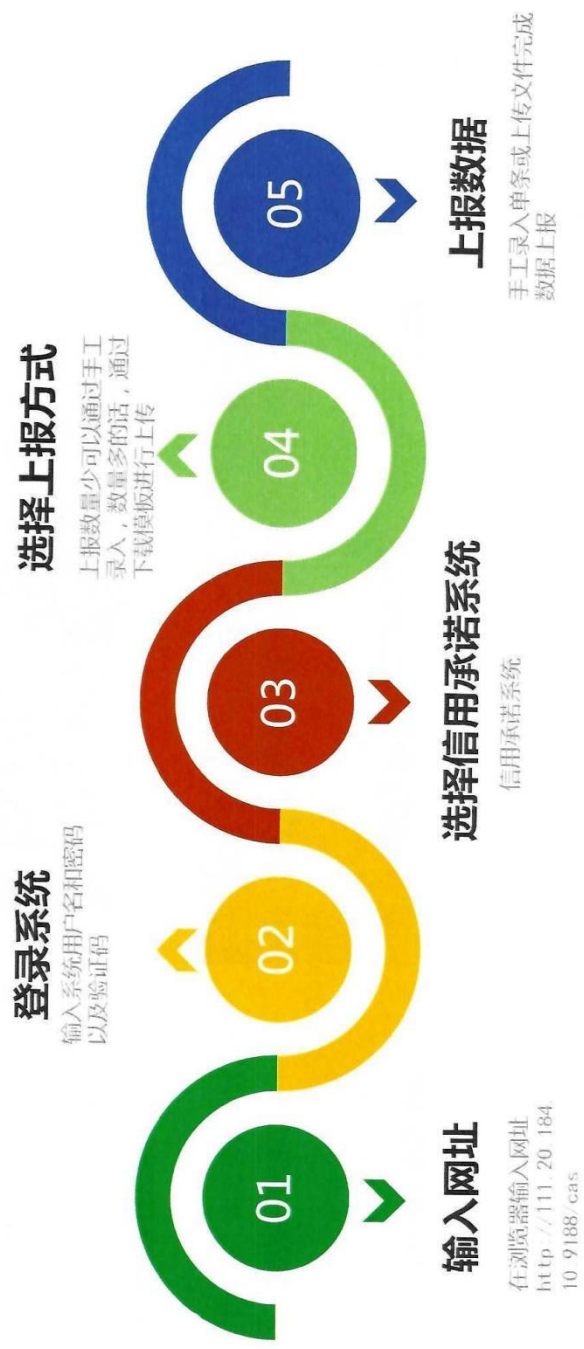 01
输入网址
在浏览器输入网址
http://111.20.184
10.9188/cas
02
登录系统
输入系统用户名和密码
以及验证码
03
选择信用承诺系统
信用承诺系统
04
选择上报方式
上报数量少可以通过手工
录入，数量多的话，通过
下载模板进行上传
05
上报数据
手工录入单条或上传文件完成
数据上报